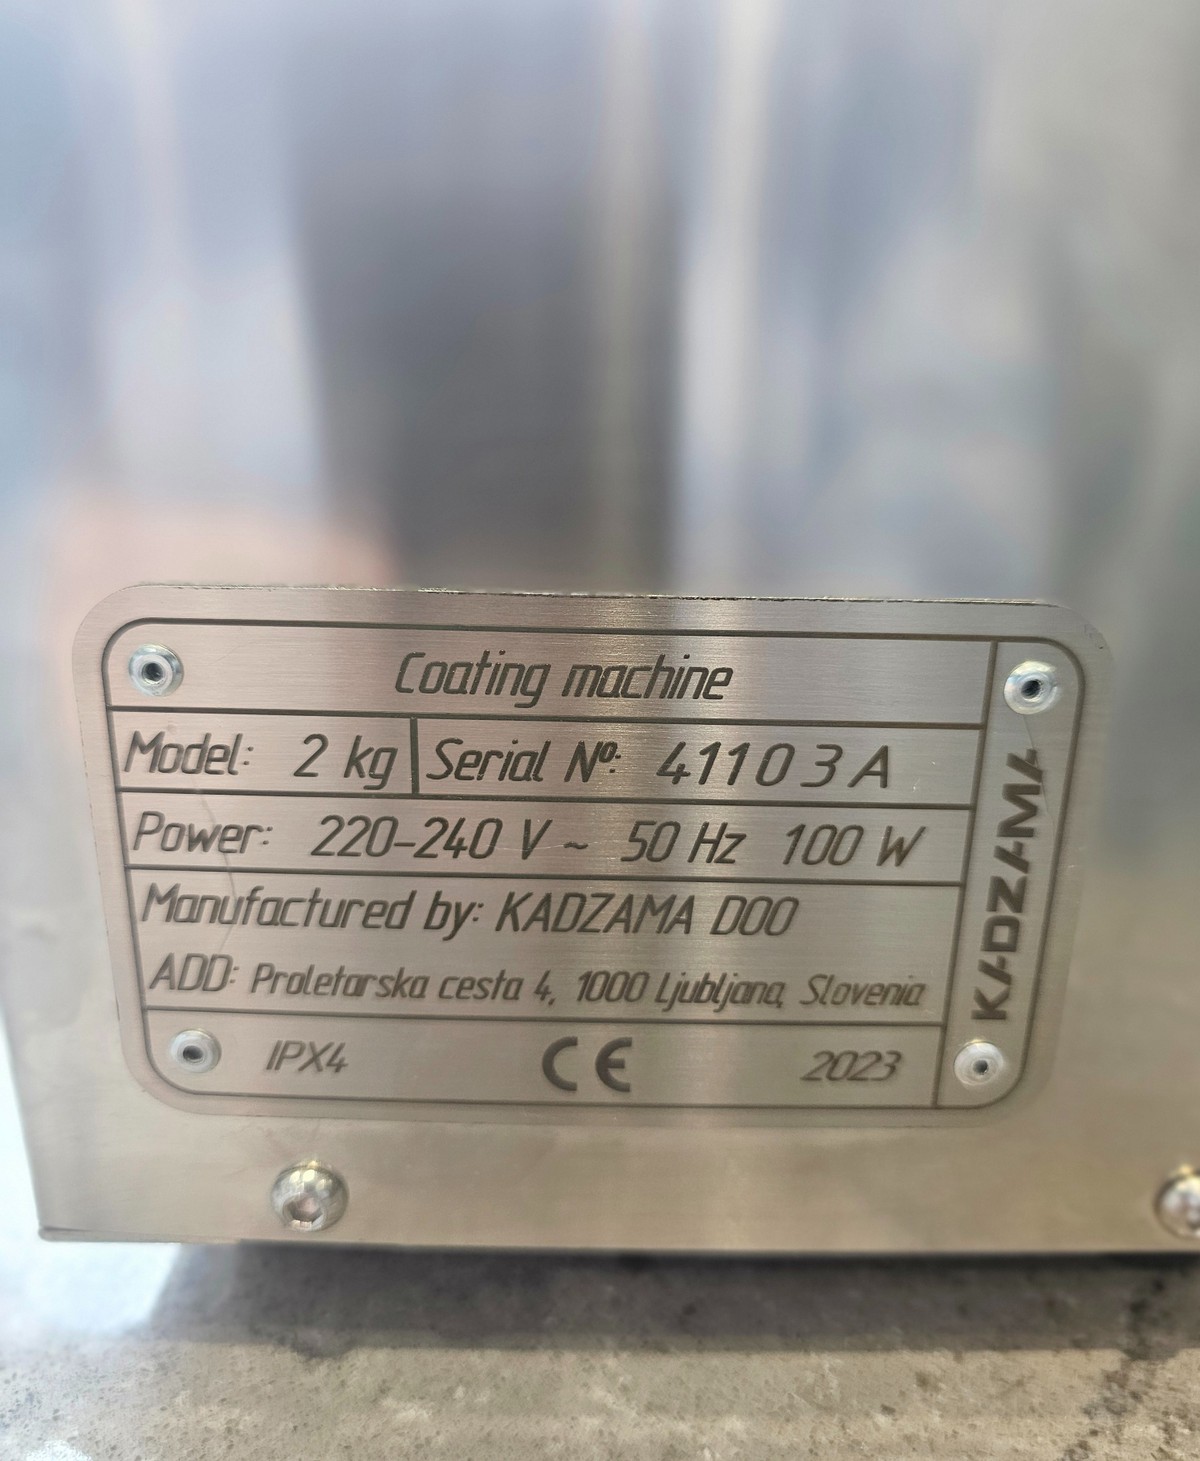 Coating machine
Model: 2 kg Serial Nº: 41103A
Power: 220-240 V ~ 50 Hz 100 W
Manufactured by: KADZAMA DOO
ADD: Proletarska cesta 4, 1000 Ljubljana, Slovenia
IPX4 CE 2023
KADZAMA